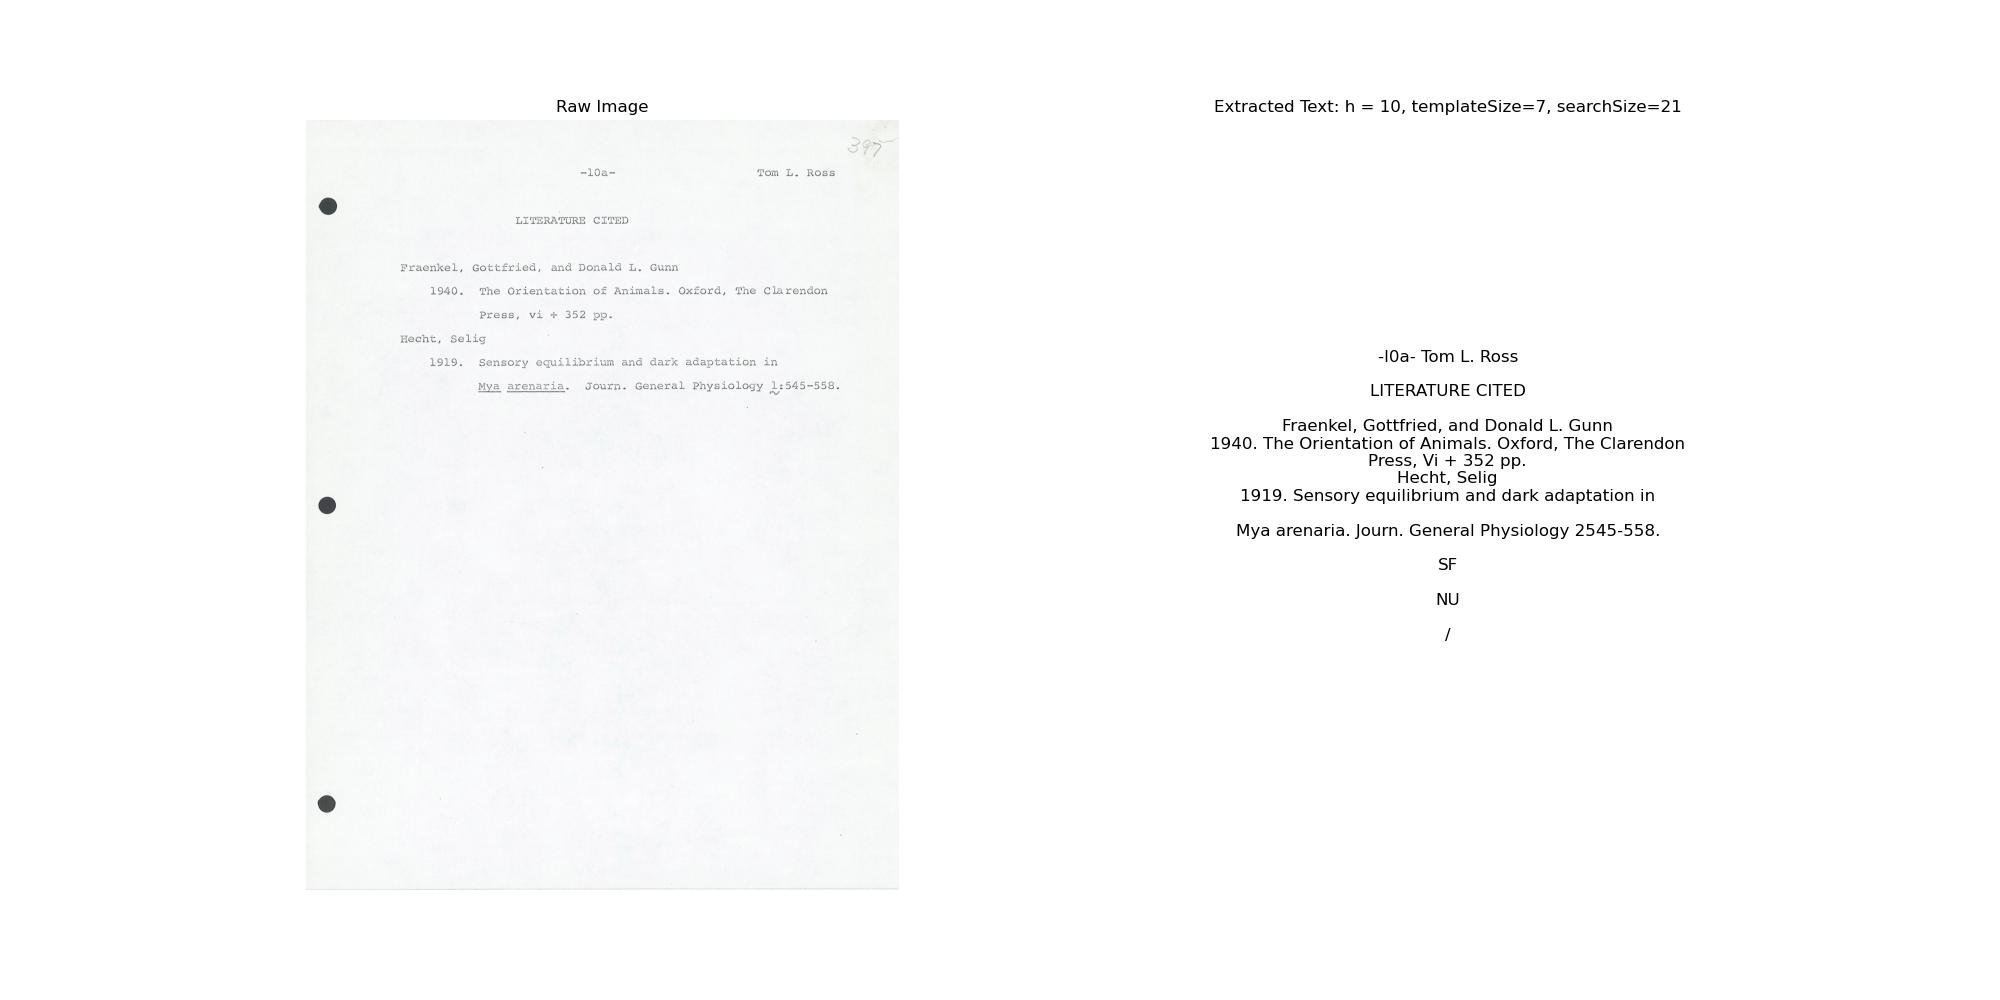 Raw Image
397
-10a- Tom L. Ross
LITERATURE CITED
Fraenkel, Gottfried, and Donald L. Gunn
1940. The Orientation of Animals. Oxford, The Clarendon
Press, vi + 352 pp.
Hecht, Selig
1919. Sensory equilibrium and dark adaptation in
Mya arenaria. Journ. General Physiology 1:545-558.
Extracted Text: h = 10, templateSize=7, searchSize=21
-l0a- Tom L. Ross
LITERATURE CITED
Fraenkel, Gottfried, and Donald L. Gunn
1940. The Orientation of Animals. Oxford, The Clarendon
Press, Vi + 352 pp.
Hecht, Selig
1919. Sensory equilibrium and dark adaptation in
Mya arenaria. Journ. General Physiology 2545-558.
SF
NU
/